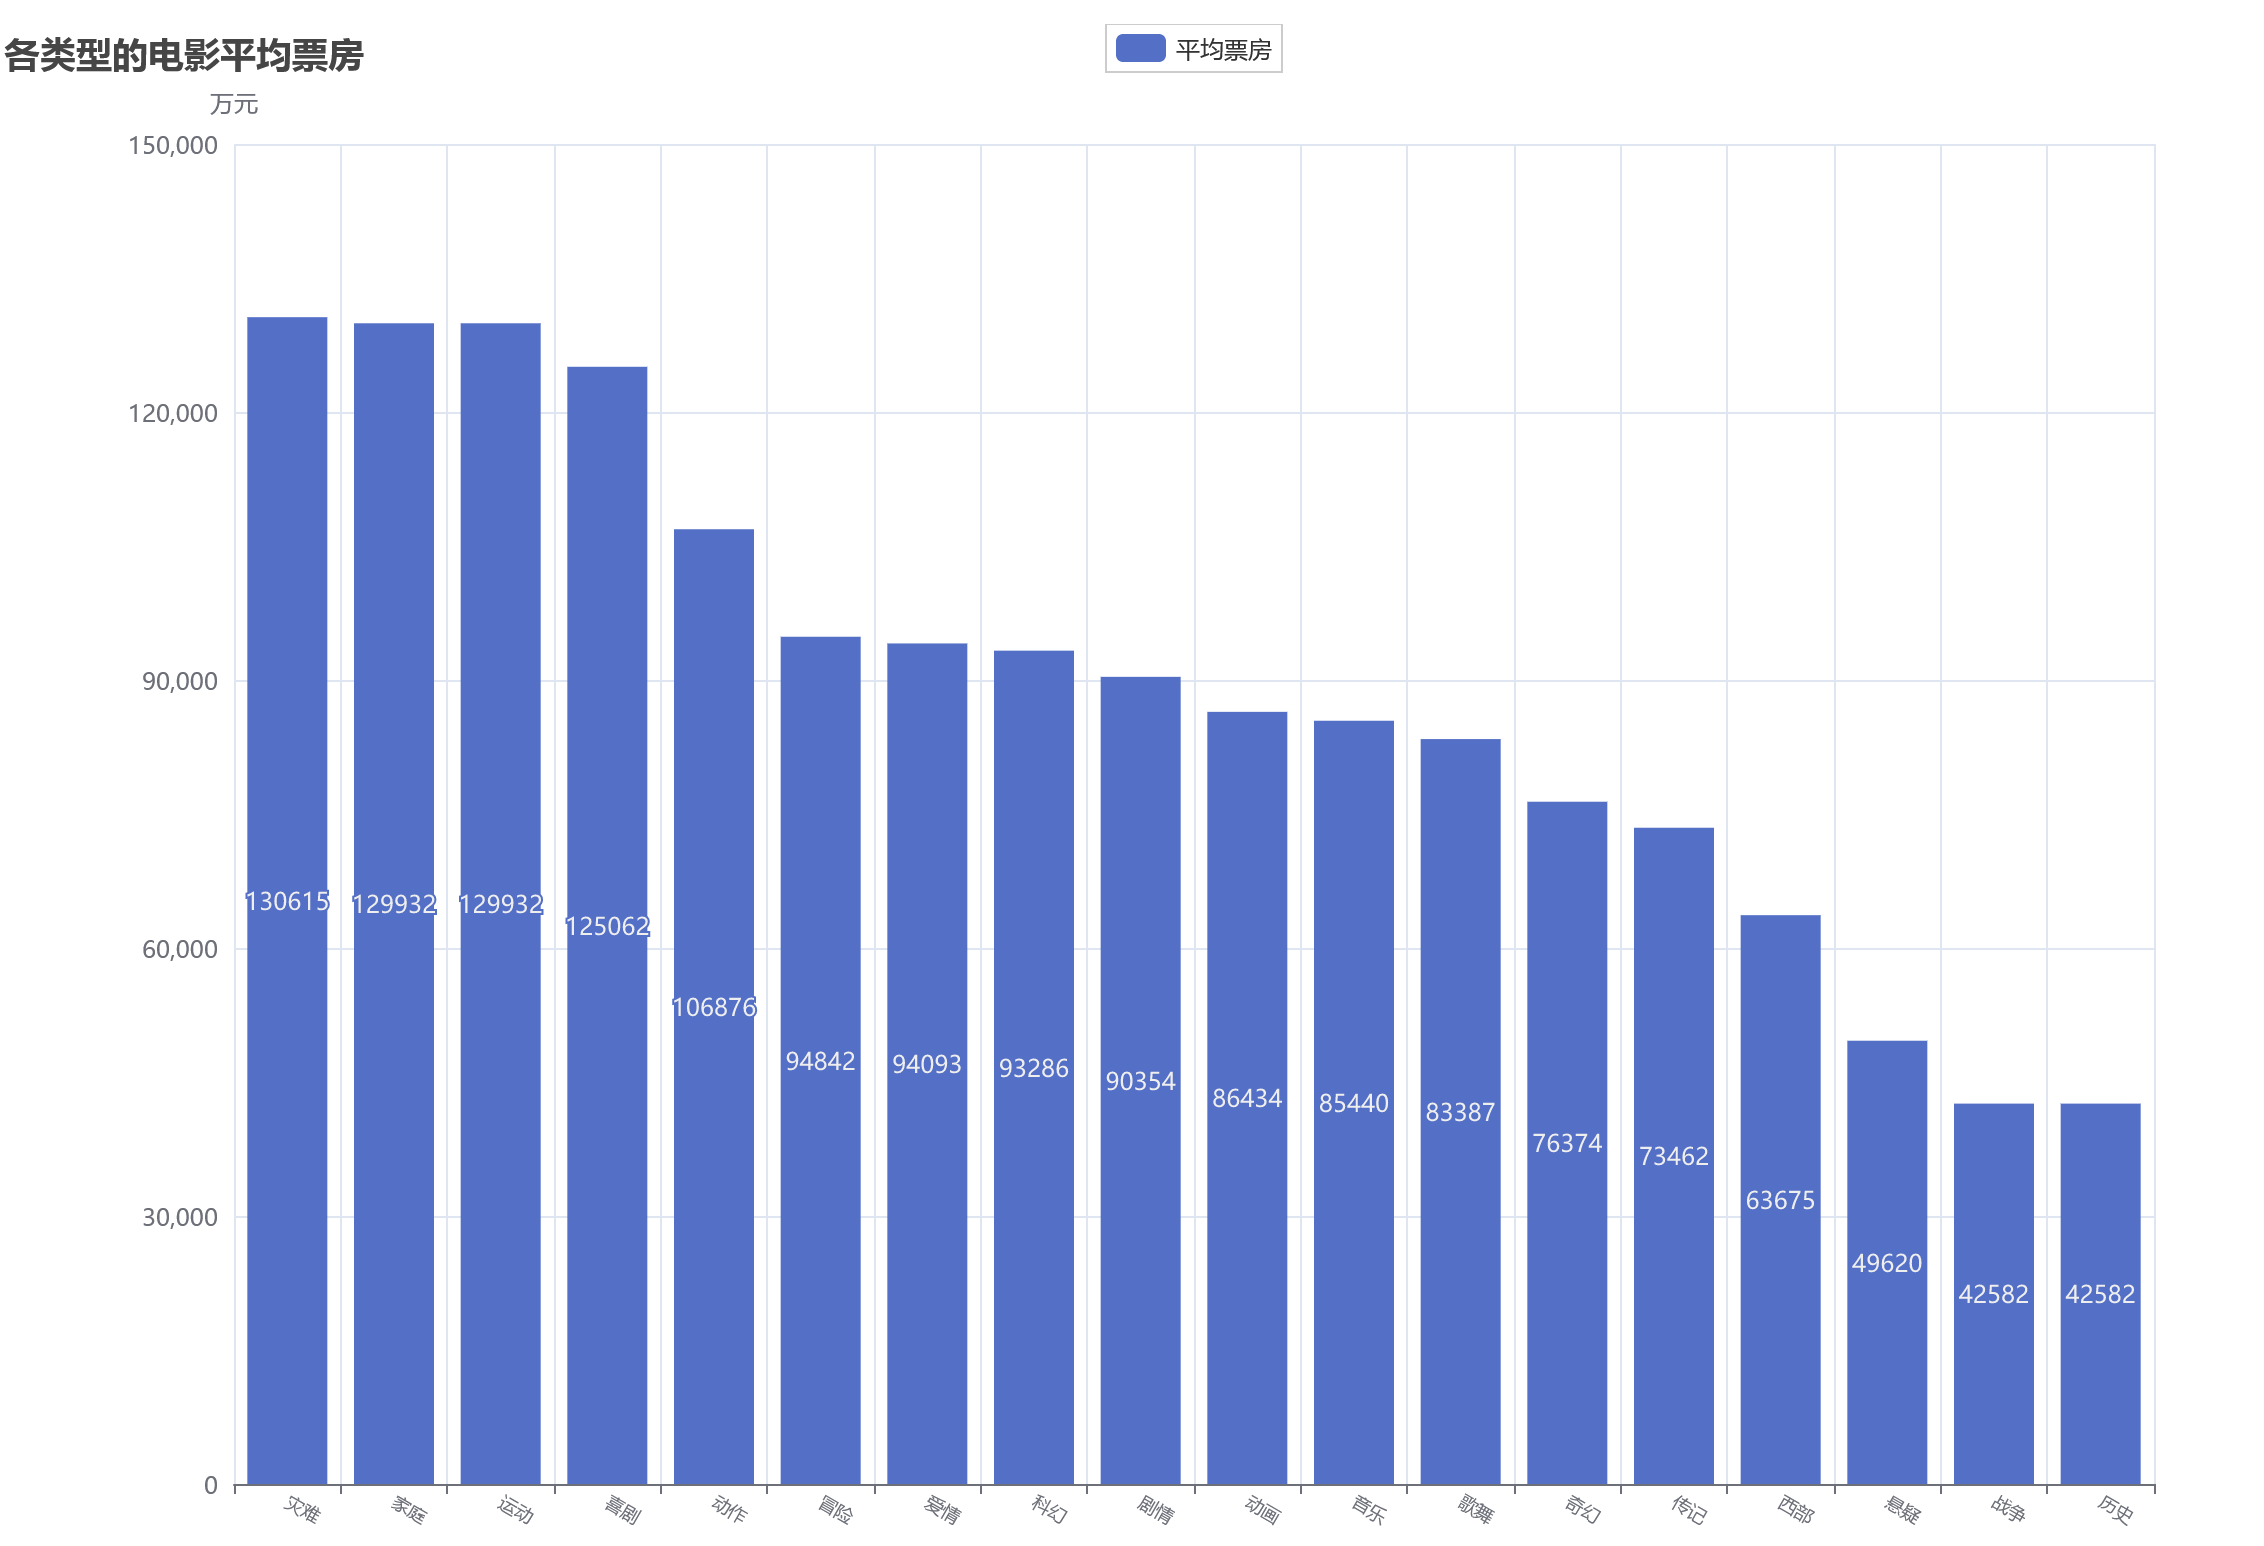 各类型的电影平均票房
平均票房
万元
150,000
120,000
90,000
60,000
30,000
0
130615
129932
129932
125062
106876
94842
94093
93286
90354
86434
85440
83387
76374
73462
63675
49620
42582
42582
灾难
家庭
运动
喜剧
动作
冒险
爱情
科幻
剧情
动画
音乐
歌舞
奇幻
传记
西部
悬疑
战争
历史